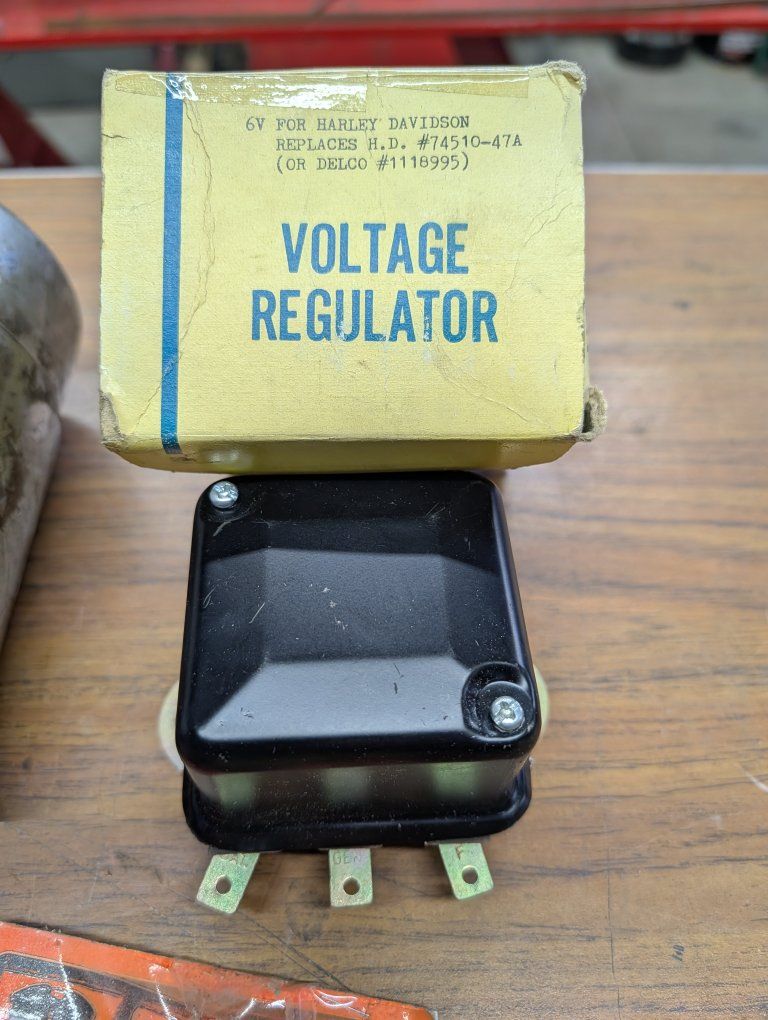 6V FOR HARLEY DAVIDSON
REPLACES H.D. #74510-47A
(OR DELCO #1118995)
VOLTAGE
REGULATOR
GEN
F